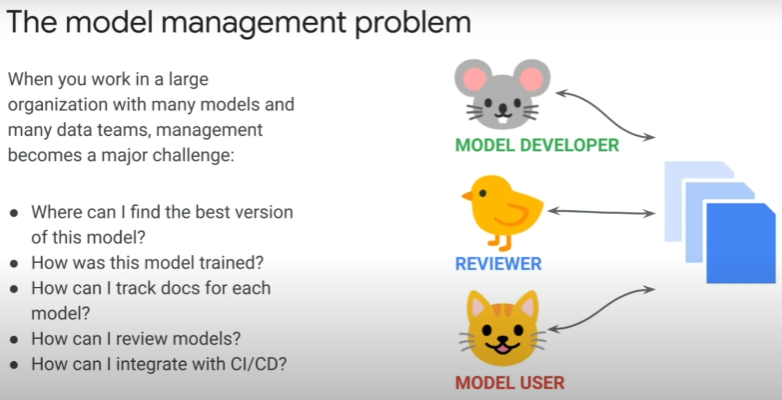 The model management problem
When you work in a large
organization with many models and
many data teams, management
becomes a major challenge:
● Where can I find the best version
of this model?
● How was this model trained?
● How can I track docs for each
model?
● How can I review models?
● How can I integrate with CI/CD?
MODEL DEVELOPER
REVIEWER
MODEL USER